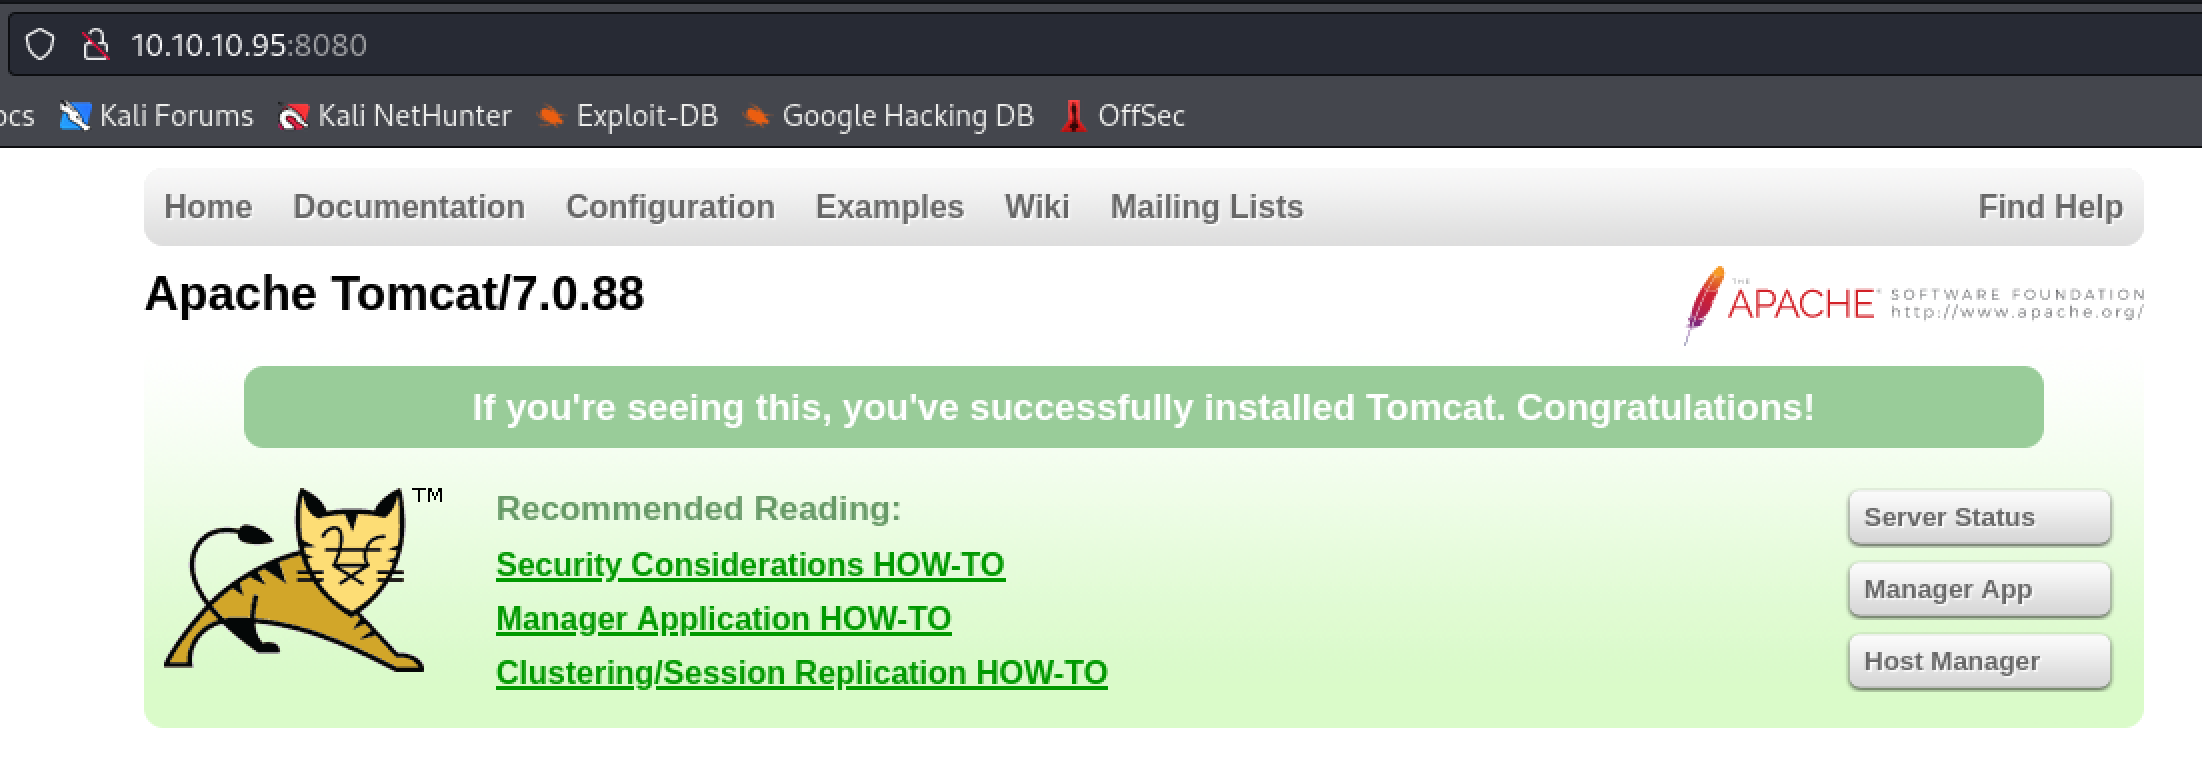 10.10.10.95:8080
ocs Kali Forums Kali NetHunter Exploit-DB Google Hacking DB OffSec
Home Documentation Configuration Examples Wiki Mailing Lists Find Help
Apache Tomcat/7.0.88
THE APACHE® SOFTWARE FOUNDATION
http://www.apache.org/
If you're seeing this, you've successfully installed Tomcat. Congratulations!
TM
Recommended Reading:
Security Considerations HOW-TO
Manager Application HOW-TO
Clustering/Session Replication HOW-TO
Server Status
Manager App
Host Manager